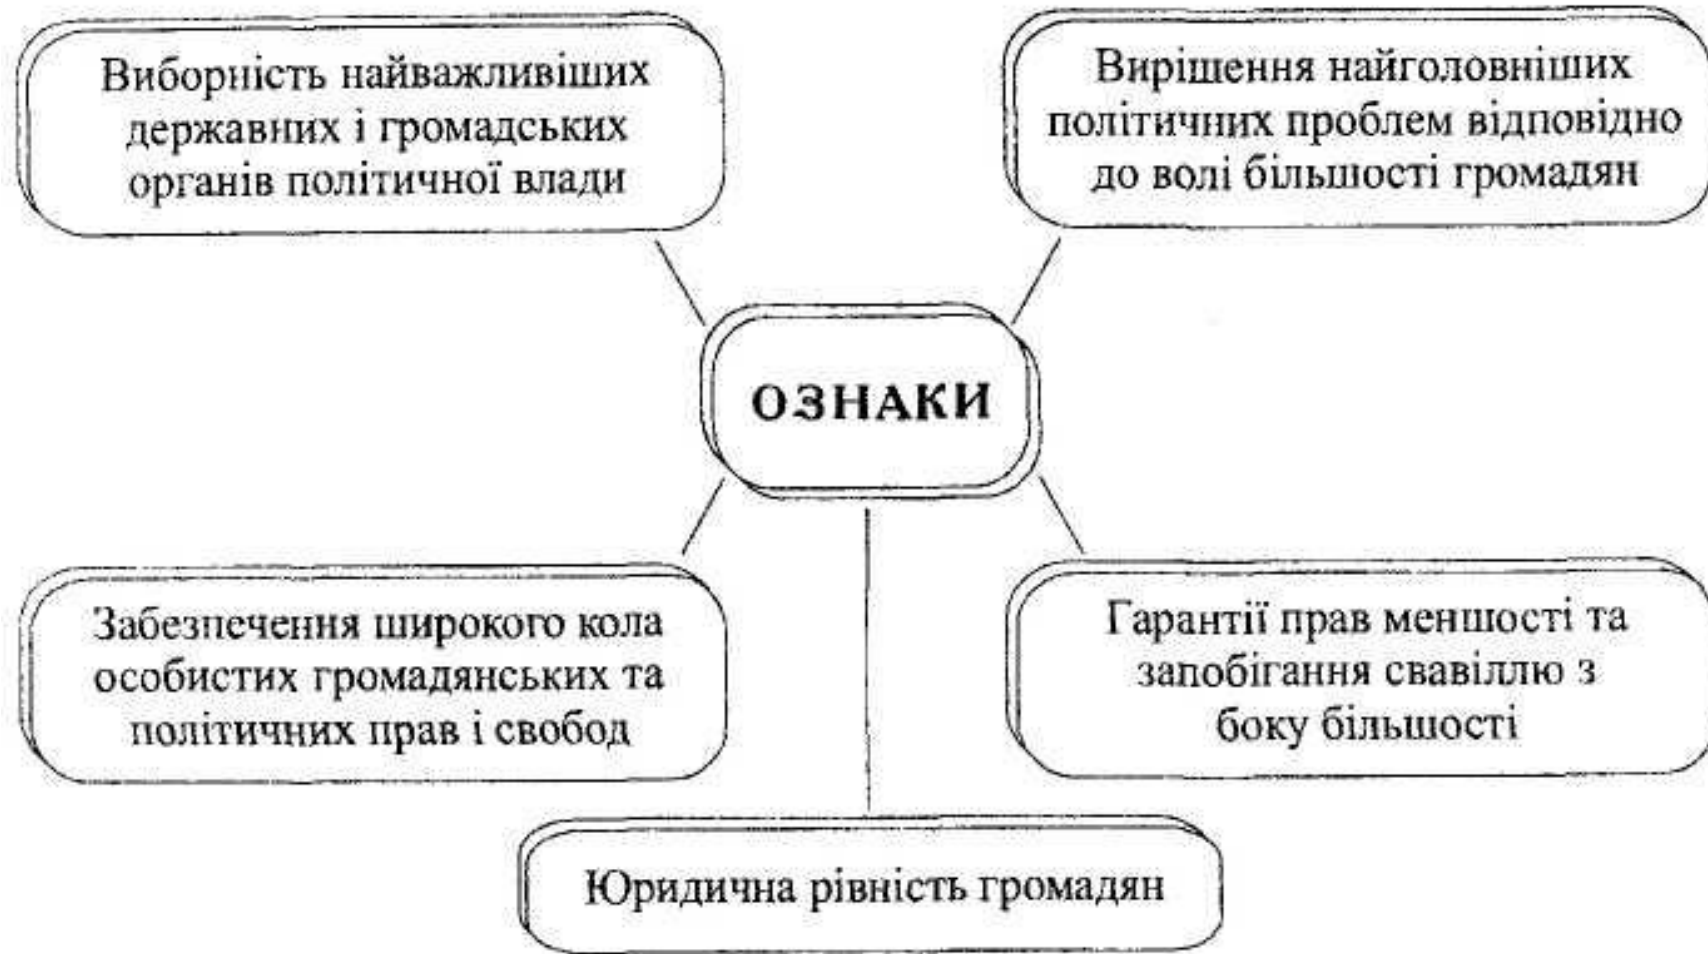 Виборність найважливіших
державних і громадських
органів політичної влади
Вирішення найголовніших
політичних проблем відповідно
до волі більшості громадян
ОЗНАКИ
Забезпечення широкого кола
особистих громадянських та
політичних прав і свобод
Гарантії прав меншості та
запобігання свавіллю з
боку більшості
Юридична рівність громадян